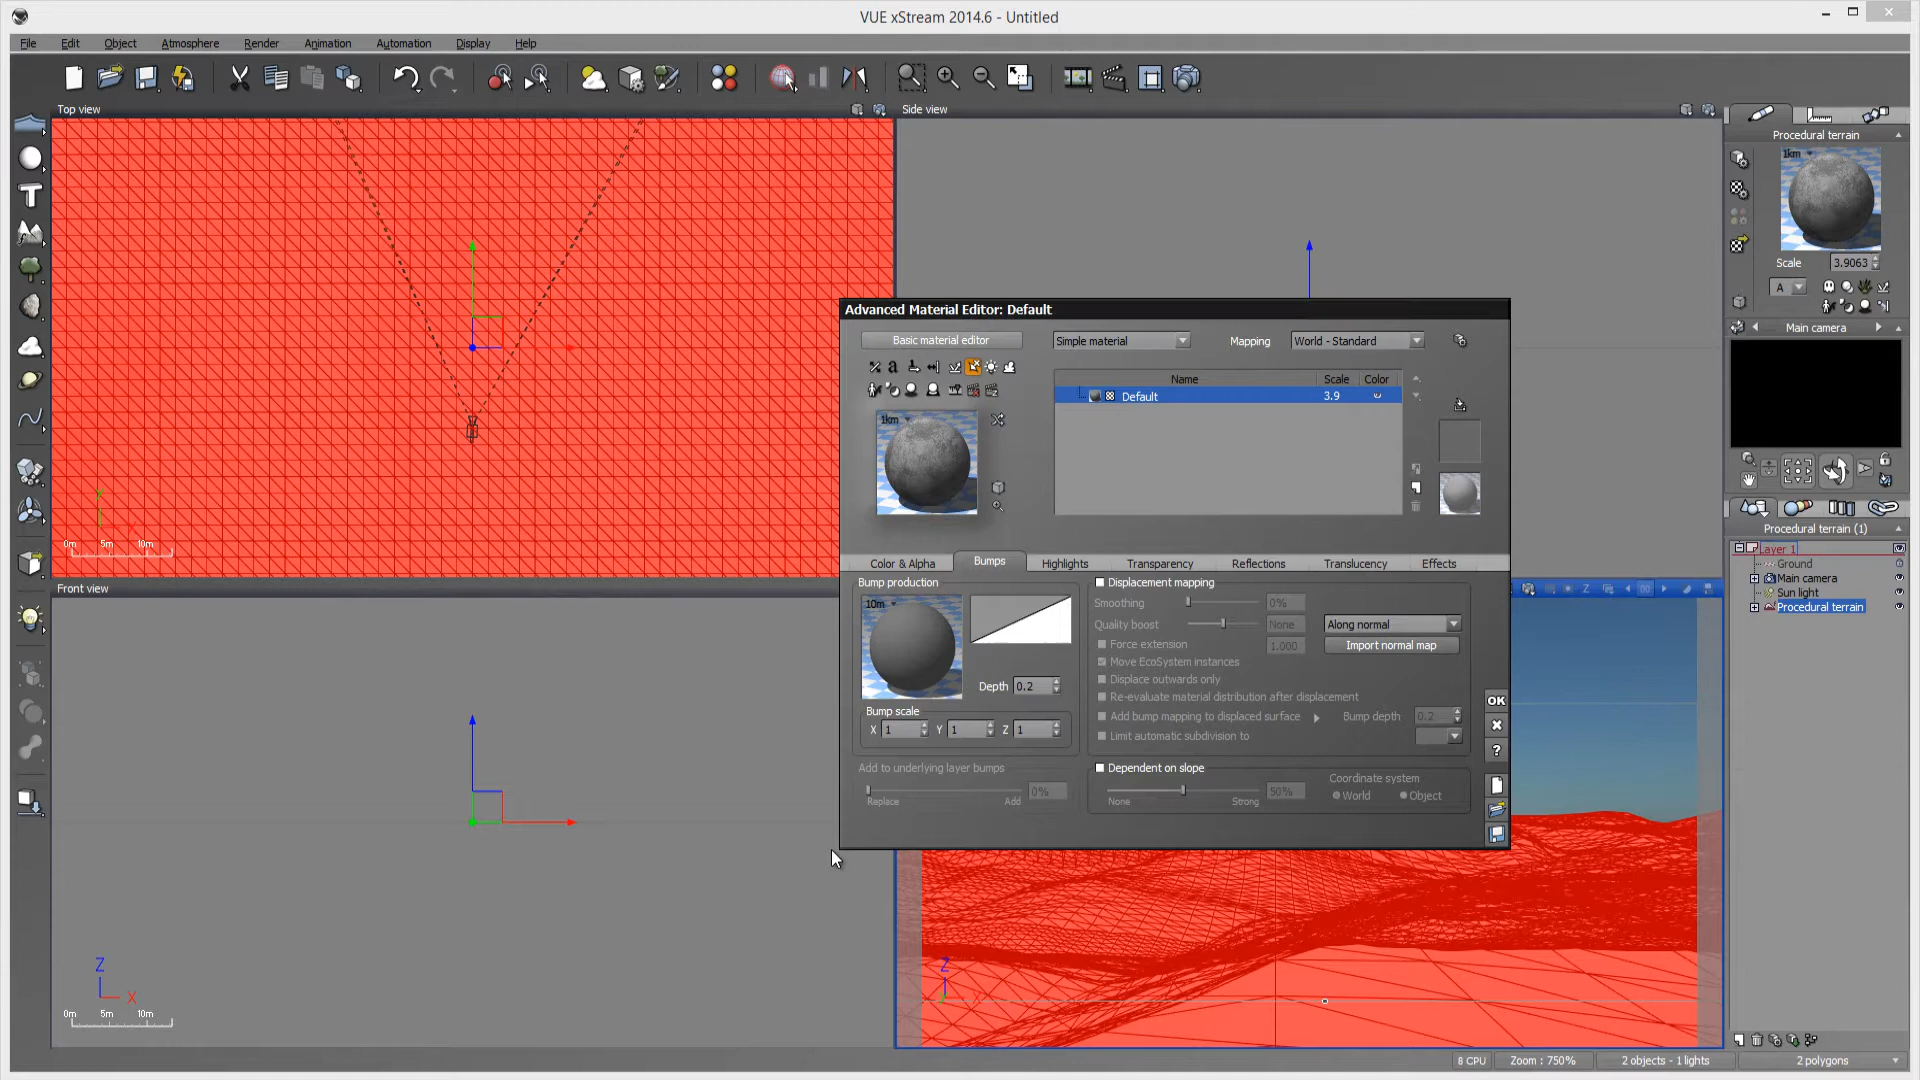 VUE xStream 2014.6 - Untitled
File Edit Object Atmosphere Render Animation Automation Display Help
Top view
Side view
Procedural terrain
1km
Scale 3.9063
A
Main camera
Advanced Material Editor: Default
Basic material editor
Simple material
Mapping
World - Standard
Name Scale Color
Default 3.9
1km
Y
0m 5m 10m
Color & Alpha Bumps Highlights Transparency Reflections Translucency Effects
Bump production
10m
Depth 0.2
Bump scale
X 1 Y 1 Z 1
Add to underlying layer bumps
0%
Replace Add
Displacement mapping
Smoothing 0%
Quality boost None
Along normal
Force extension 1.000
Import normal map
Move EcoSystem instances
Displace outwards only
Re-evaluate material distribution after displacement
Add bump mapping to displaced surface
Bump depth 0.2
Limit automatic subdivision to
Dependent on slope
50%
None Strong
Coordinate system
World Object
OK
?
Procedural terrain (1)
Layer 1
Ground
Main camera
Sun light
Procedural terrain
Front view
Z
X
0m 5m 10m
Z
8 CPU Zoom : 750% 2 objects - 1 lights 2 polygons